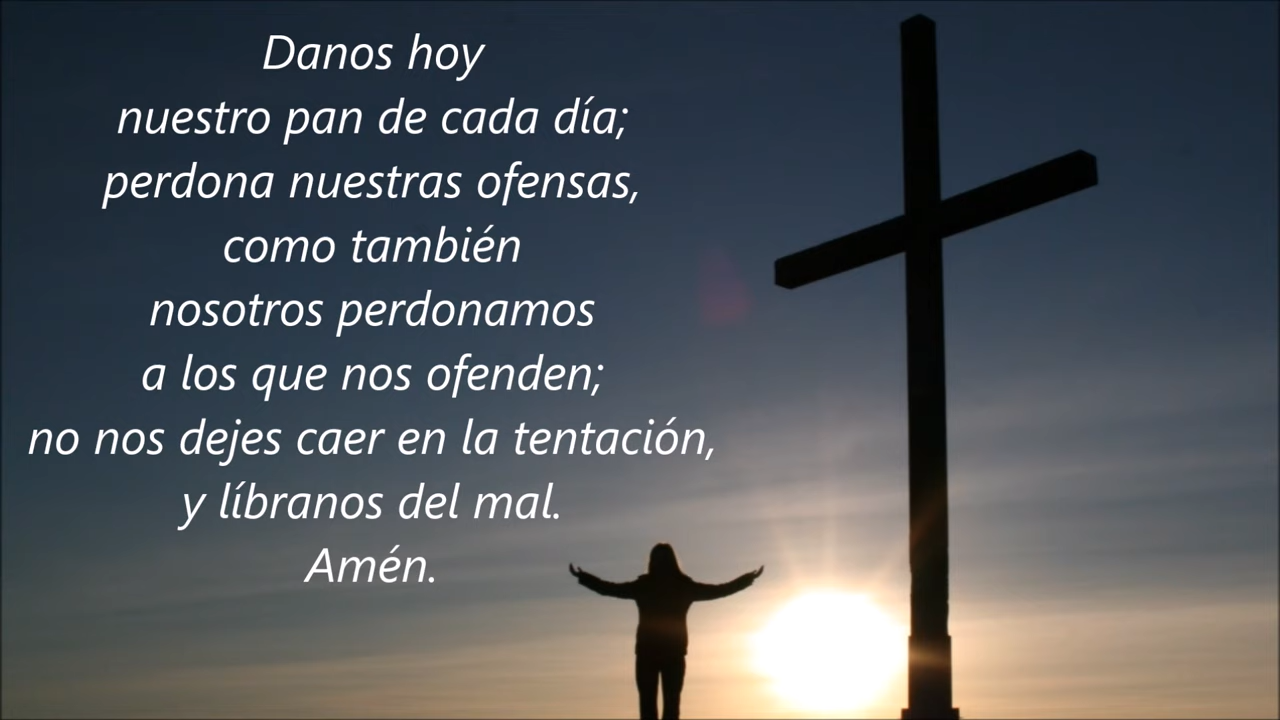 Danos hoy
nuestro pan de cada día;
perdona nuestras ofensas,
como también
nosotros perdonamos
a los que nos ofenden;
no nos dejes caer en la tentación,
y líbranos del mal.
Amén.